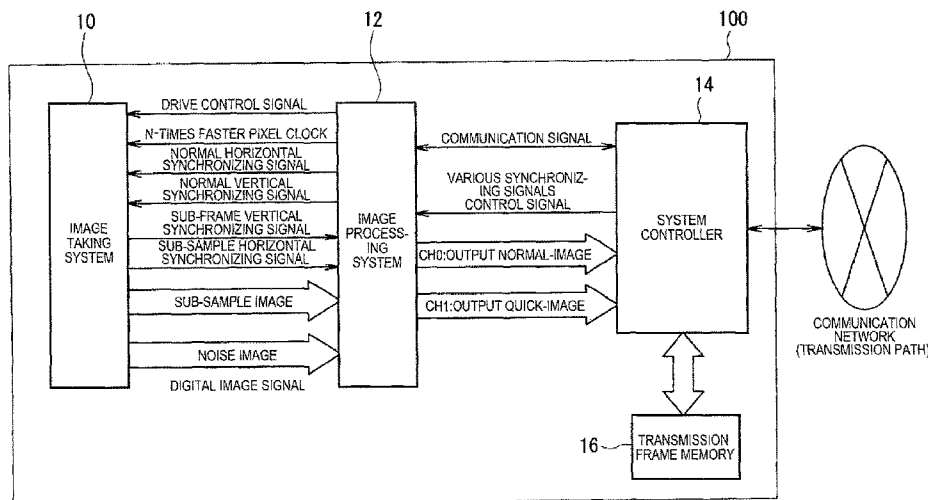 10
12
100
14
DRIVE CONTROL SIGNAL
N-TIMES FASTER PIXEL CLOCK
NORMAL HORIZONTAL
SYNCHRONIZING SIGNAL
NORMAL VERTICAL
SYNCHRONIZING SIGNAL
SUB-FRAME VERTICAL
SYNCHRONIZING SIGNAL
SUB-SAMPLE HORIZONTAL
SYNCHRONIZING SIGNAL
SUB-SAMPLE IMAGE
NOISE IMAGE
DIGITAL IMAGE SIGNAL
IMAGE
TAKING
SYSTEM
IMAGE
PROCESS-
ING
SYSTEM
COMMUNICATION SIGNAL
VARIOUS SYNCHRONIZ-
ING SIGNALS
CONTROL SIGNAL
CH0:OUTPUT NORMAL-IMAGE
CH1:OUTPUT QUICK-IMAGE
SYSTEM
CONTROLLER
COMMUNICATION
NETWORK
(TRANSMISSION PATH)
16
TRANSMISSION
FRAME MEMORY